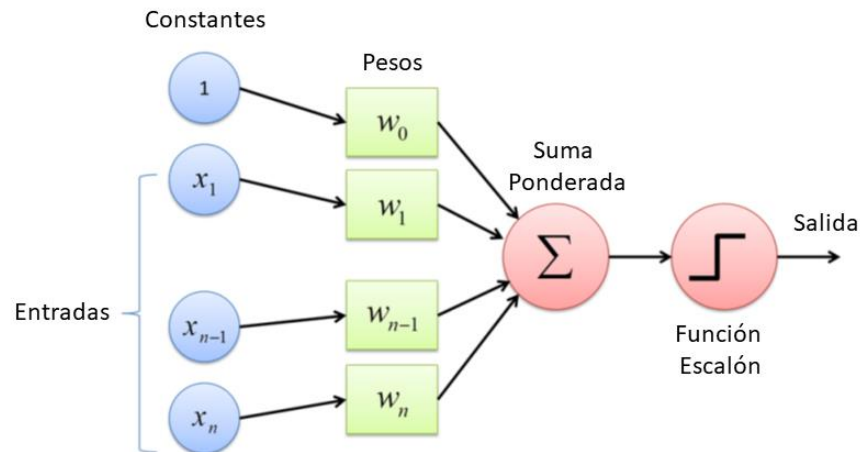 Constantes
1
x₁
Entradas
xₙ₋₁
xₙ
Pesos
w₀
w₁
wₙ₋₁
wₙ
Suma
Ponderada
Σ
Función
Escalón
Salida